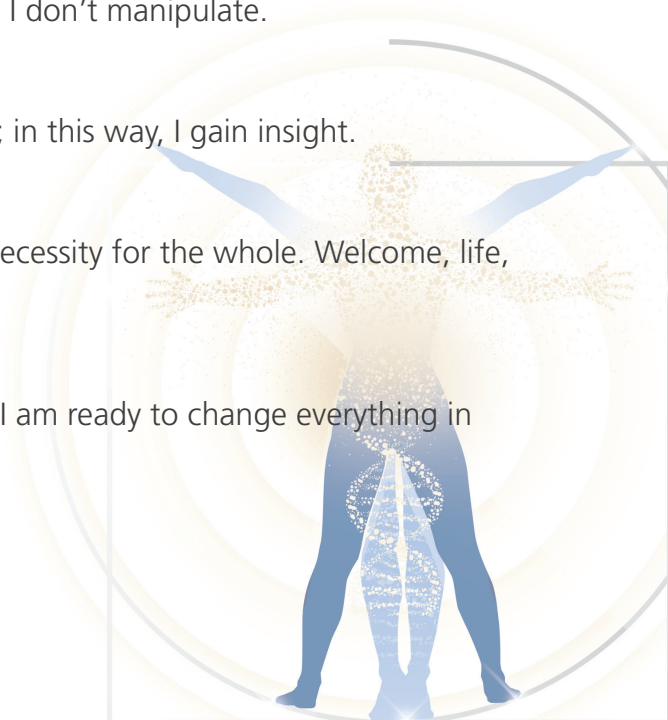 I don’t manipulate.
; in this way, I gain insight.
ecessity for the whole. Welcome, life,
I am ready to change everything in